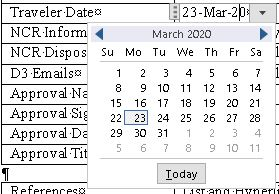 Traveler·Date¤ 23-Mar-20¤
NCR·Inform
NCR·Dispos
D3·Emails¤
Approval·Na
Approval·Sig
Approval·Da
Approval·Tit
March 2020
Su Mo Tu We Th Fr Sa
1 2 3 4 5 6 7
8 9 10 11 12 13 14
15 16 17 18 19 20 21
22 23 24 25 26 27 28
29 30 31 1 2 3 4
5 6 7 8 9 10 11
Today
¶
References¤ List·and·Hyperli